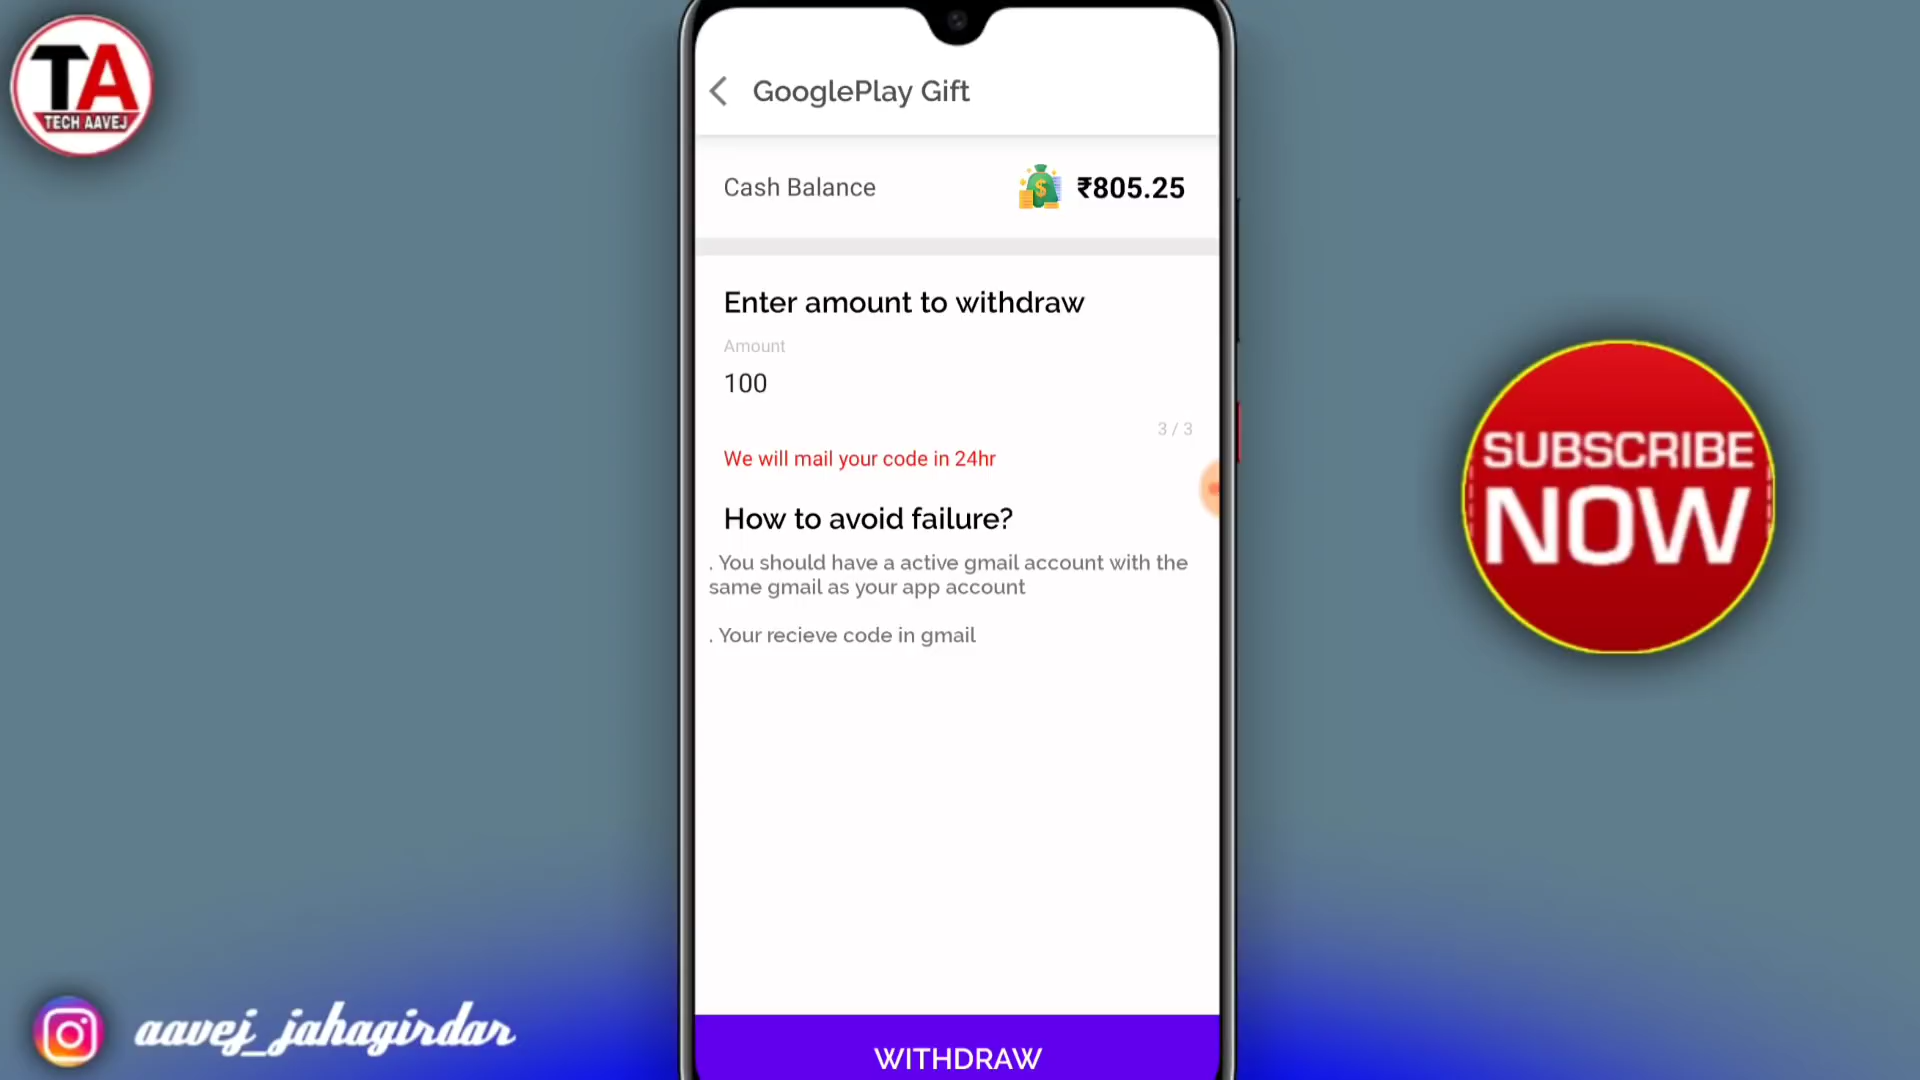 TA
TECH AAVEJ
GooglePlay Gift
Cash Balance
$
₹805.25
Enter amount to withdraw
Amount
100
3 / 3
We will mail your code in 24hr
How to avoid failure?
. You should have a active gmail account with the
same gmail as your app account
. Your recieve code in gmail
SUBSCRIBE
NOW
aavej_jahagirdar
WITHDRAW